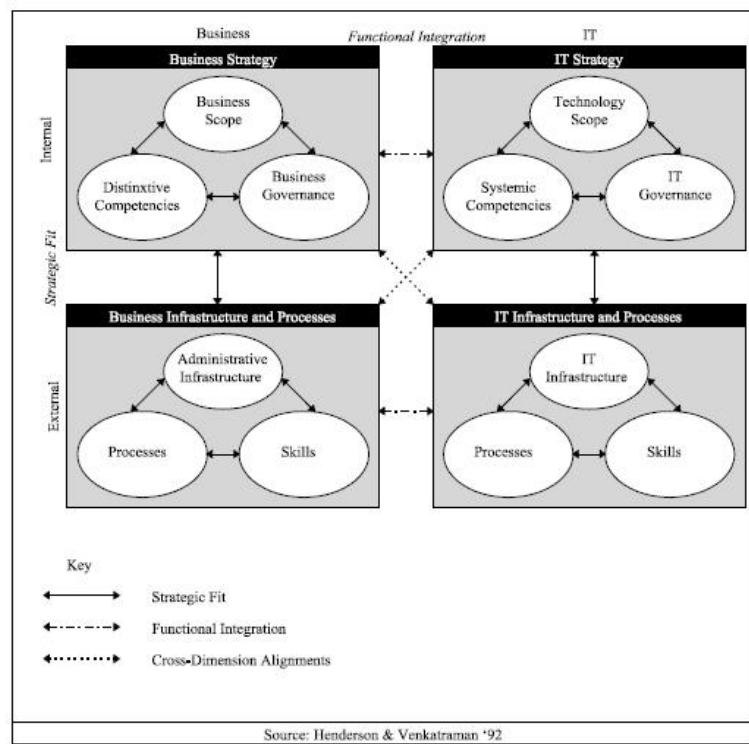 Business Functional Integration IT
Business Strategy
IT Strategy
Internal
Business
Scope
Distinxtive
Competencies
Business
Governance
Technology
Scope
Systemic
Competencies
IT
Governance
Strategic Fit
Business Infrastructure and Processes
IT Infrastructure and Processes
External
Administrative
Infrastructure
Processes
Skills
IT
Infrastructure
Processes
Skills
Key
Strategic Fit
Functional Integration
Cross-Dimension Alignments
Source: Henderson & Venkatraman ‘92